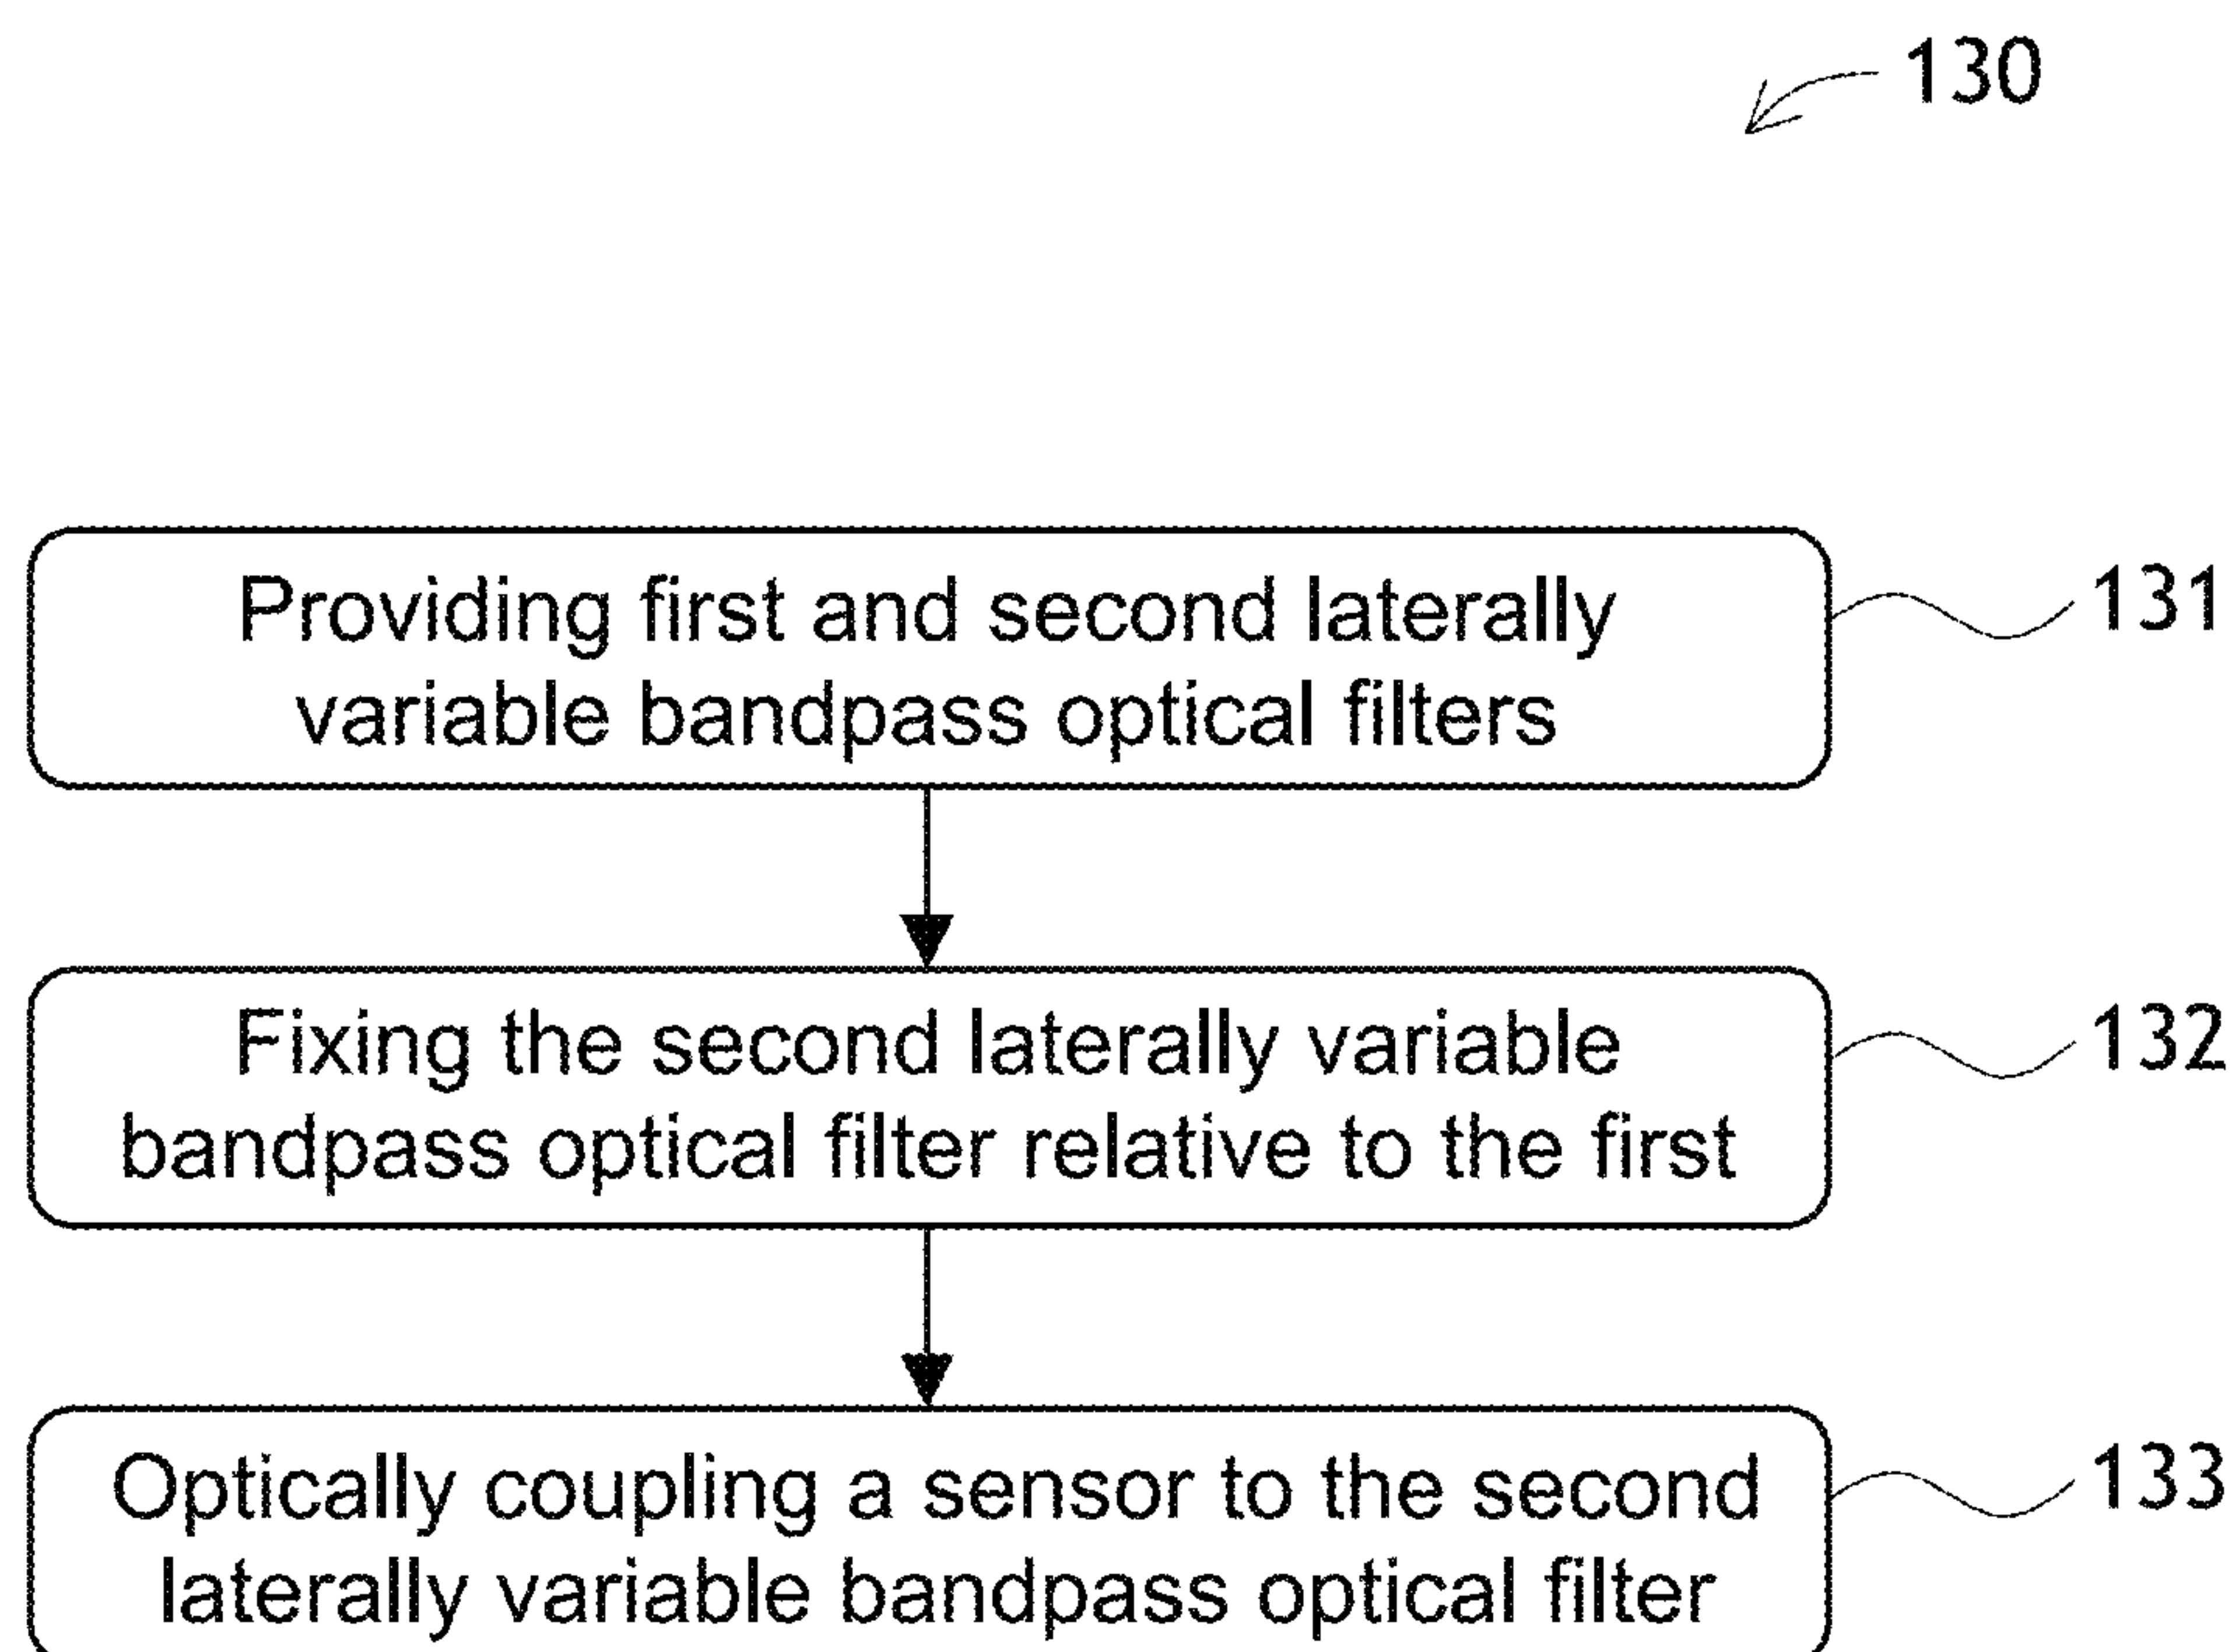 130
Providing first and second laterally
variable bandpass optical filters
131
Fixing the second laterally variable
bandpass optical filter relative to the first
132
Optically coupling a sensor to the second
laterally variable bandpass optical filter
133